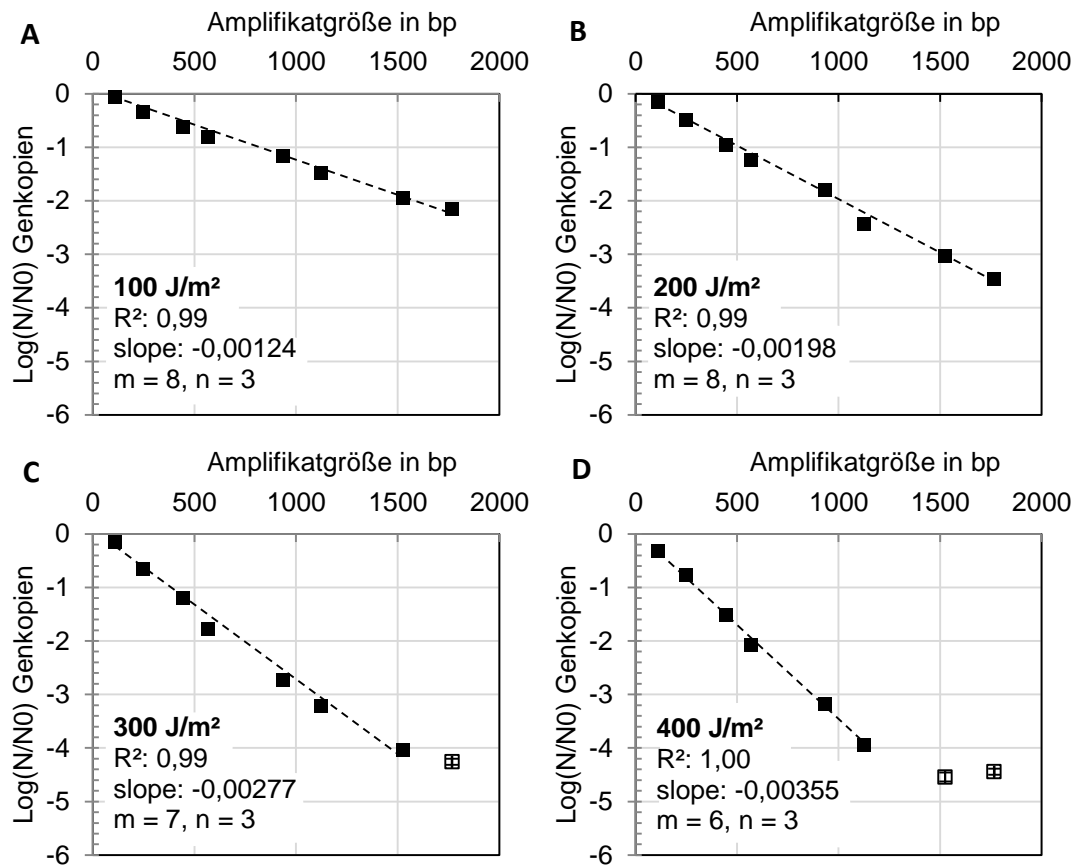 A
Amplifikatgröße in bp
0 500 1000 1500 2000
0
-1
-2
-3
-4
-5
-6
Log(N/N0) Genkopien
100 J/m²
R²: 0,99
slope: -0,00124
m = 8, n = 3
B
Amplifikatgröße in bp
0 500 1000 1500 2000
0
-1
-2
-3
-4
-5
-6
Log(N/N0) Genkopien
200 J/m²
R²: 0,99
slope: -0,00198
m = 8, n = 3
C
Amplifikatgröße in bp
0 500 1000 1500 2000
0
-1
-2
-3
-4
-5
-6
Log(N/N0) Genkopien
300 J/m²
R²: 0,99
slope: -0,00277
m = 7, n = 3
D
Amplifikatgröße in bp
0 500 1000 1500 2000
0
-1
-2
-3
-4
-5
-6
Log(N/N0) Genkopien
400 J/m²
R²: 1,00
slope: -0,00355
m = 6, n = 3